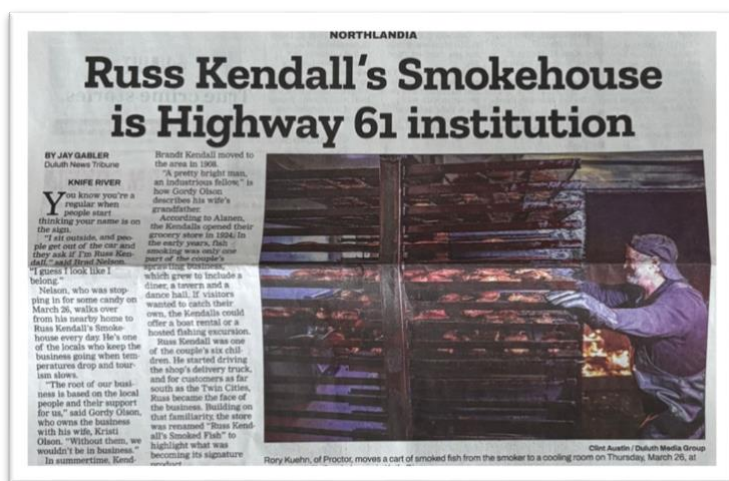 NORTHLANDIA
Russ Kendall's Smokehouse
is Highway 61 institution
BY JAY GABLER
Duluth News Tribune
KNIFE RIVER
You know you're a
regular when
people start
thinking your name is on
the sign.
"I sit outside, and peo-
ple get out of the car and
they ask if I'm Russ Ken-
dall," said Brad Nelson.
"I guess I look like I
belong."
Nelson, who was stop-
ping in for some candy on
March 26, walks over
from his nearby home to
Russ Kendall's Smoke-
house every day. He's one
of the locals who keep the
business going when tem-
peratures drop and tour-
ism slows.
"The root of our busi-
ness is based on the local
people and their support
for us," said Gordy Olson,
who owns the business
with his wife, Kristi
Olson. "Without them, we
wouldn't be in business."
In summertime, Kend-
Brandt Kendall moved to
the area in 1908.
"A pretty bright man,
an industrious fellow," is
how Gordy Olson
describes his wife's
grandfather.
According to Alanen,
the Kendalls opened their
grocery store in 1924. In
the early years, fish
smoking was only one
part of the couple's
sprawling business,
which grew to include a
diner, a tavern and a
dance hall. If visitors
wanted to catch their
own, the Kendalls could
offer a boat rental or a
hosted fishing excursion.
Russ Kendall was one
of the couple's six chil-
dren. He started driving
the shop's delivery truck,
and for customers as far
south as the Twin Cities,
Russ became the face of
the business. Building on
that familiarity, the store
was renamed "Russ Kend-
all's Smoked Fish" to
highlight what was
becoming its signature
product.
Clint Austin / Duluth Media Group
Rory Kuehn, of Proctor, moves a cart of smoked fish from the smoker to a cooling room on Thursday, March 26, at